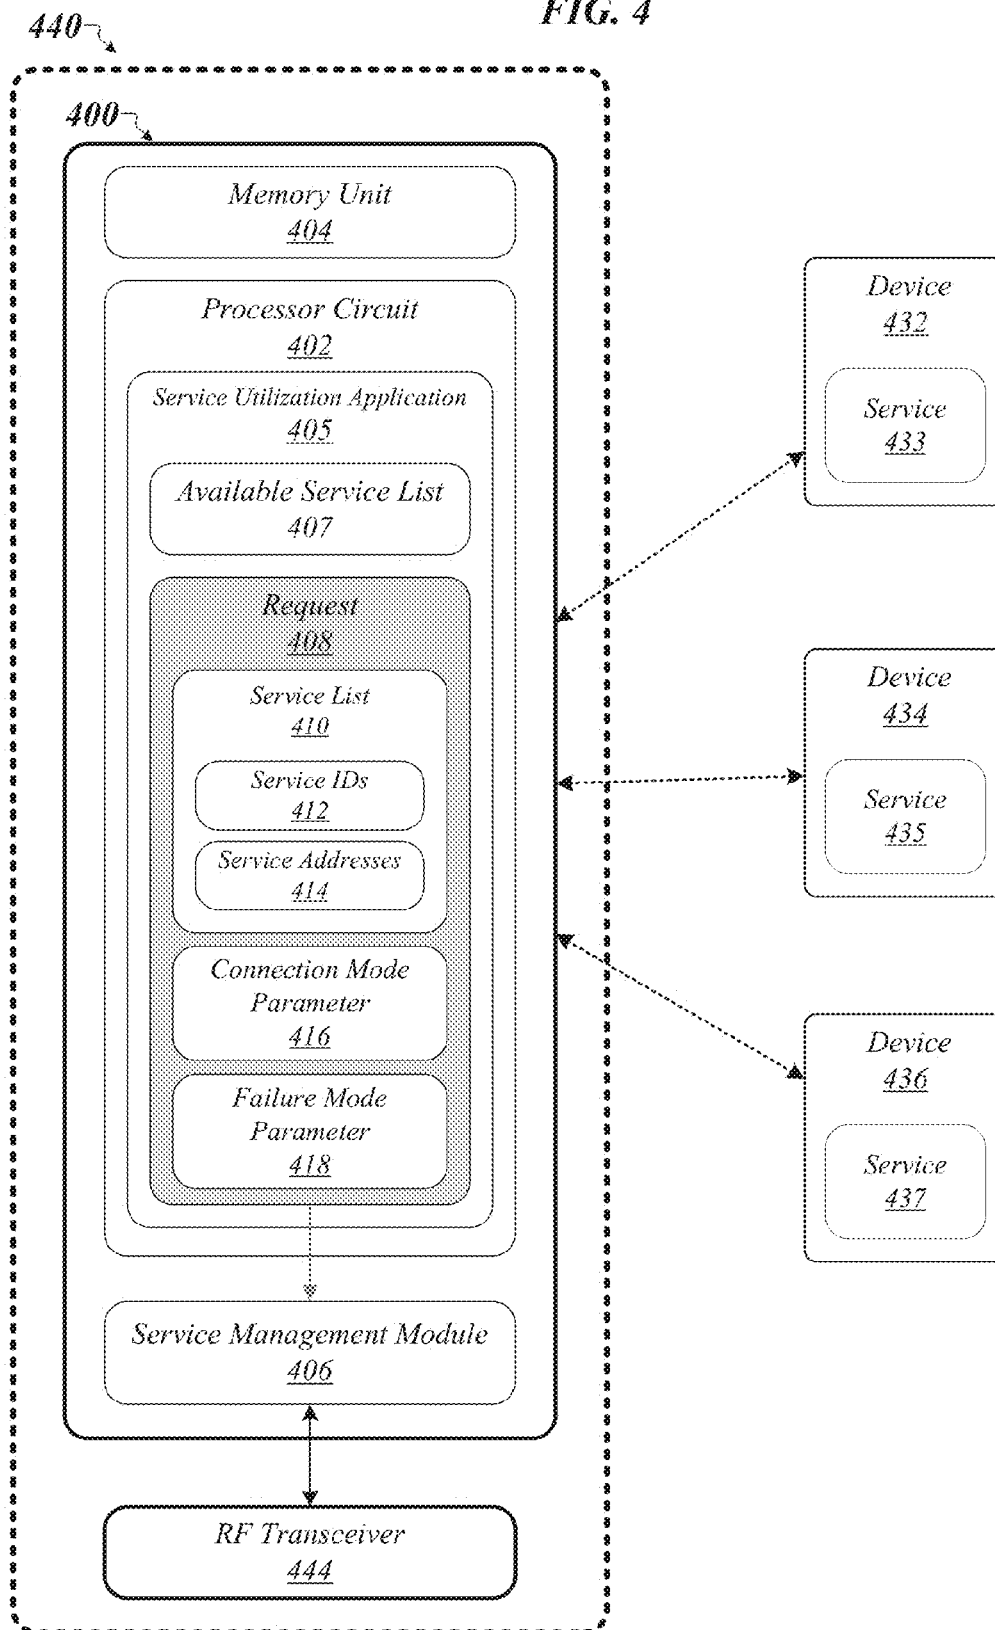 FIG. 4
440
400
Memory Unit
404
Processor Circuit
402
Service Utilization Application
405
Available Service List
407
Request
408
Service List
410
Service IDs
412
Service Addresses
414
Connection Mode
Parameter
416
Failure Mode
Parameter
418
Service Management Module
406
RF Transceiver
444
Device
432
Service
433
Device
434
Service
435
Device
436
Service
437